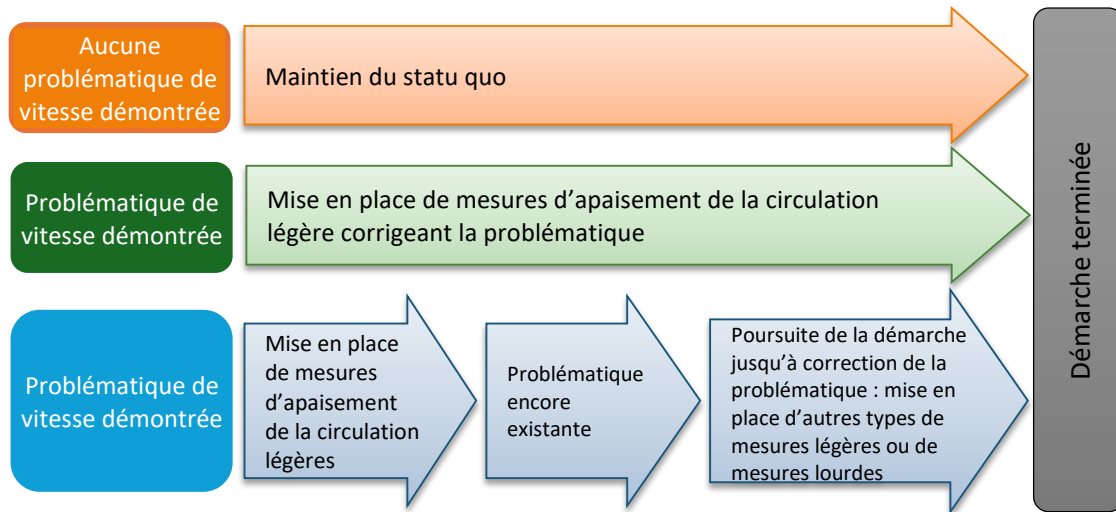 Aucune
problématique de
vitesse démontrée
Maintien du statu quo
Problématique de
vitesse démontrée
Mise en place de mesures d’apaisement de la circulation
légère corrigeant la problématique
Problématique de
vitesse démontrée
Mise en place
de mesures
d’apaisement
de la circulation
légères
Problématique
encore
existante
Poursuite de la démarche
jusqu’à correction de la
problématique : mise en
place d’autres types de
mesures légères ou de
mesures lourdes
Démarche terminée